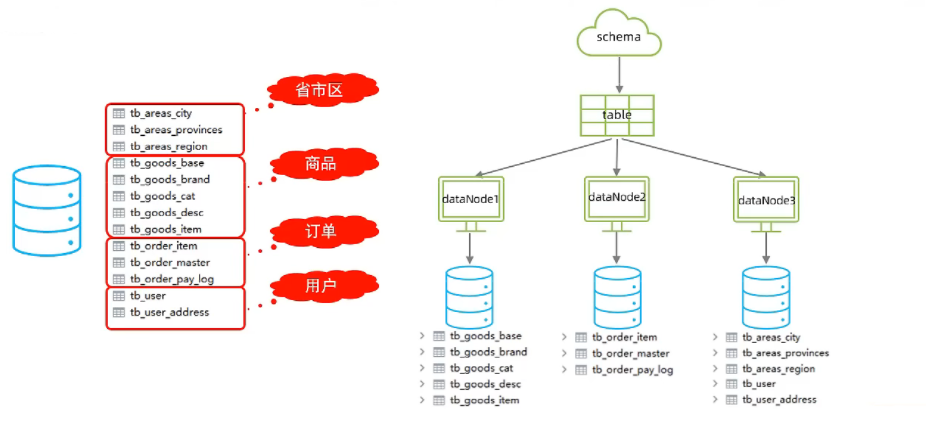 省市区
tb_areas_city
tb_areas_provinces
tb_areas_region
商品
tb_goods_base
tb_goods_brand
tb_goods_cat
tb_goods_desc
tb_goods_item
订单
tb_order_item
tb_order_master
tb_order_pay_log
用户
tb_user
tb_user_address
schema
table
dataNode1
dataNode2
dataNode3
tb_goods_base
tb_goods_brand
tb_goods_cat
tb_goods_desc
tb_goods_item
tb_order_item
tb_order_master
tb_order_pay_log
tb_areas_city
tb_areas_provinces
tb_areas_region
tb_user
tb_user_address